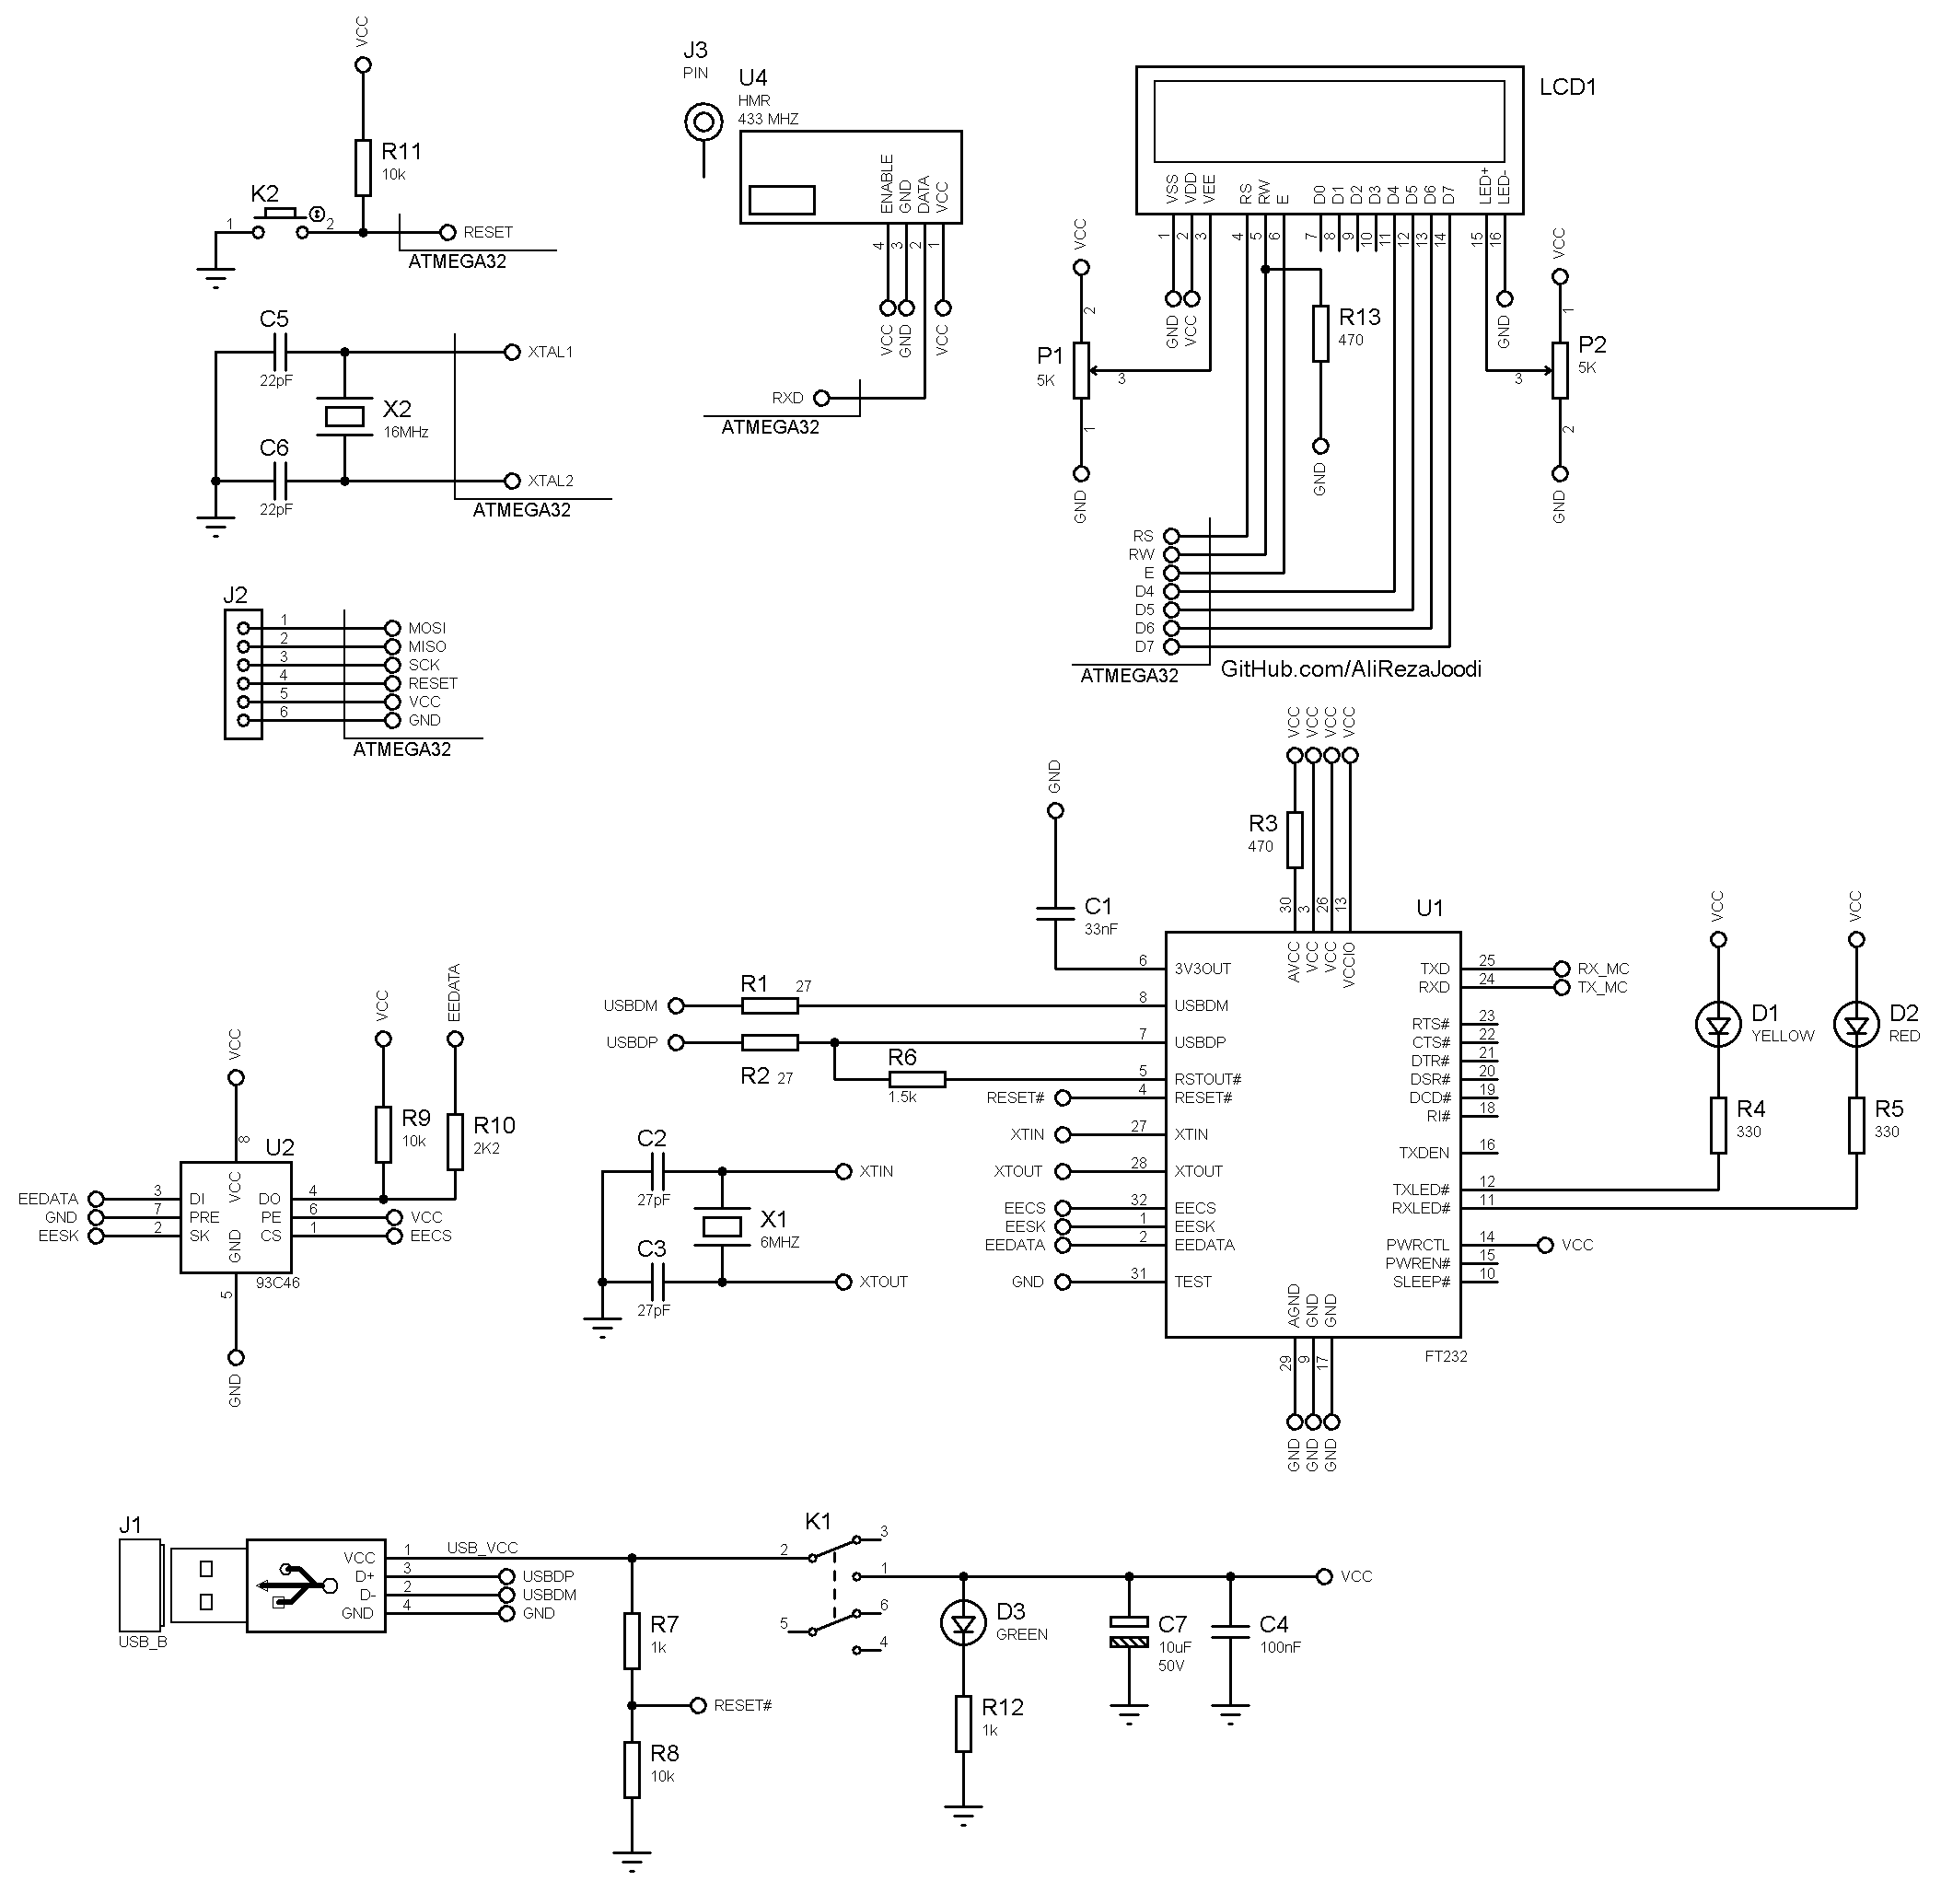 VCC
R11
10k
K2
1
2
RESET
ATMEGA32
C5
22pF
XTAL1
X2
16MHz
C6
22pF
XTAL2
ATMEGA32
J2
1
MOSI
2
MISO
3
SCK
4
RESET
5
VCC
6
GND
ATMEGA32
J3
PIN
U4
HMR
433 MHZ
ENABLE
GND
DATA
VCC
4
3
2
1
VCC
GND
VCC
RXD
ATMEGA32
LCD1
VSS
VDD
VEE
RS
RW
E
D0
D1
D2
D3
D4
D5
D6
D7
LED+
LED-
1
2
3
4
5
6
7
8
9
10
11
12
13
14
15
16
VCC
2
P1
5K
3
1
GND
GND
VCC
R13
470
GND
GND
VCC
1
P2
5K
3
2
GND
RS
RW
E
D4
D5
D6
D7
ATMEGA32
GitHub.com/AliRezaJoodi
GND
C1
33nF
VCC
VCC
VCC
VCC
R3
470
30
3
26
13
U1
AVCC
VCC
VCC
VCCIO
6
3V3OUT
USBDM
R1
27
8
USBDM
USBDP
R2
27
7
USBDP
R6
1.5k
5
RSTOUT#
RESET#
4
RESET#
XTIN
27
XTIN
XTOUT
28
XTOUT
EECS
32
EECS
EESK
1
EESK
EEDATA
2
EEDATA
GND
31
TEST
TXD
25
RX_MC
RXD
24
TX_MC
RTS#
23
CTS#
22
DTR#
21
DSR#
20
DCD#
19
RI#
18
TXDEN
16
TXLED#
12
RXLED#
11
PWRCTL
14
VCC
PWREN#
15
SLEEP#
10
AGND
GND
GND
29
9
17
GND
GND
GND
FT232
VCC
D1
YELLOW
R4
330
VCC
D2
RED
R5
330
VCC
EEDATA
VCC
R9
10k
R10
2K2
8
U2
VCC
EEDATA
3
DI
DO
4
GND
7
PRE
PE
6
VCC
EESK
2
SK
CS
1
EECS
GND
93C46
5
GND
C2
27pF
XTIN
X1
6MHZ
C3
27pF
XTOUT
J1
USB_B
VCC
1
USB_VCC
D+
3
USBDP
D-
2
USBDM
GND
4
GND
R7
1k
RESET#
R8
10k
K1
2
3
1
5
6
4
D3
GREEN
R12
1k
C7
10uF
50V
C4
100nF
VCC